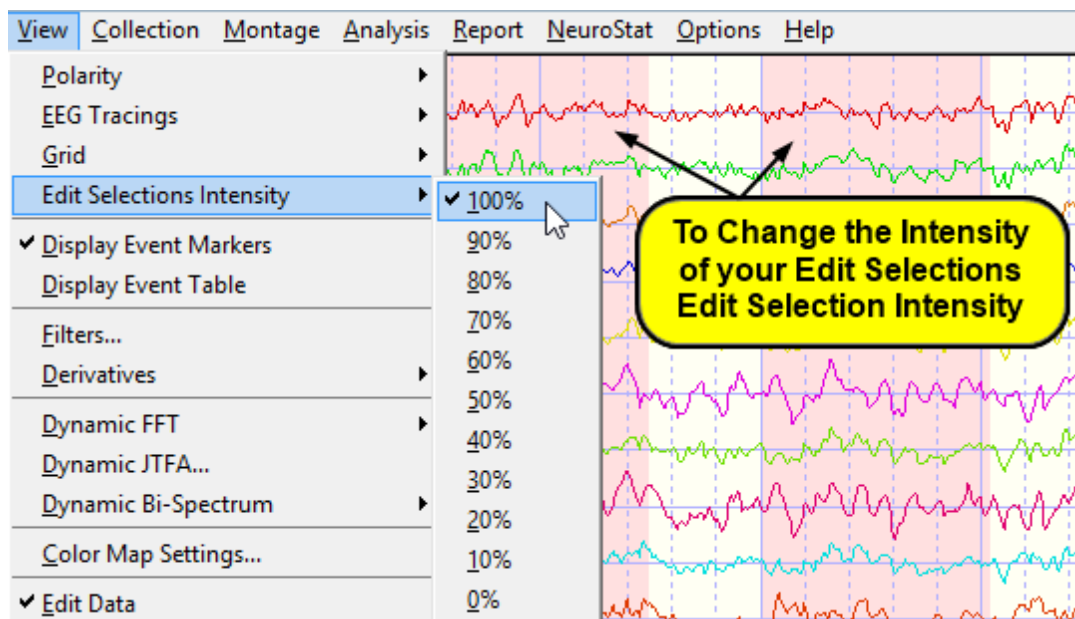 View Collection Montage Analysis Report NeuroStat Options Help
Polarity
EEG Tracings
Grid
Edit Selections Intensity
Display Event Markers
Display Event Table
Filters...
Derivatives
Dynamic FFT
Dynamic JTFA...
Dynamic Bi-Spectrum
Color Map Settings...
Edit Data
100%
90%
80%
70%
60%
50%
40%
30%
20%
10%
0%
To Change the Intensity
of your Edit Selections
Edit Selection Intensity